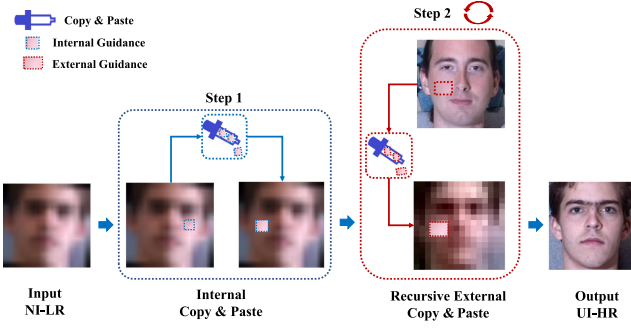 Copy & Paste
Internal Guidance
External Guidance
Step 1
Step 2
Input
NI-LR
Internal
Copy & Paste
Recursive External
Copy & Paste
Output
UI-HR